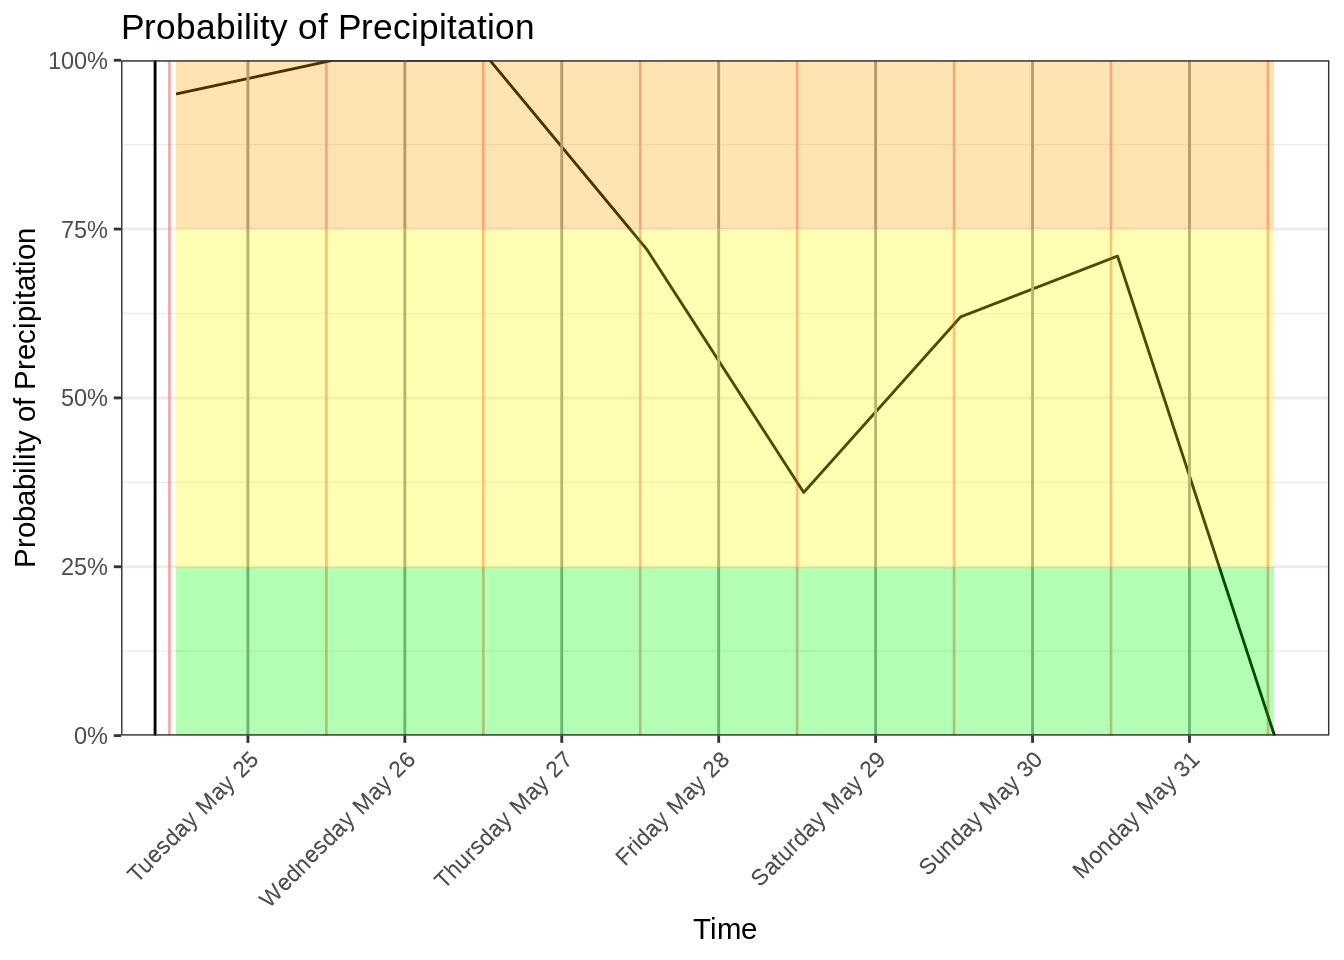 Probability of Precipitation
Probability of Precipitation
100%
75%
50%
25%
0%
Tuesday May 25
Wednesday May 26
Thursday May 27
Friday May 28
Saturday May 29
Sunday May 30
Monday May 31
Time